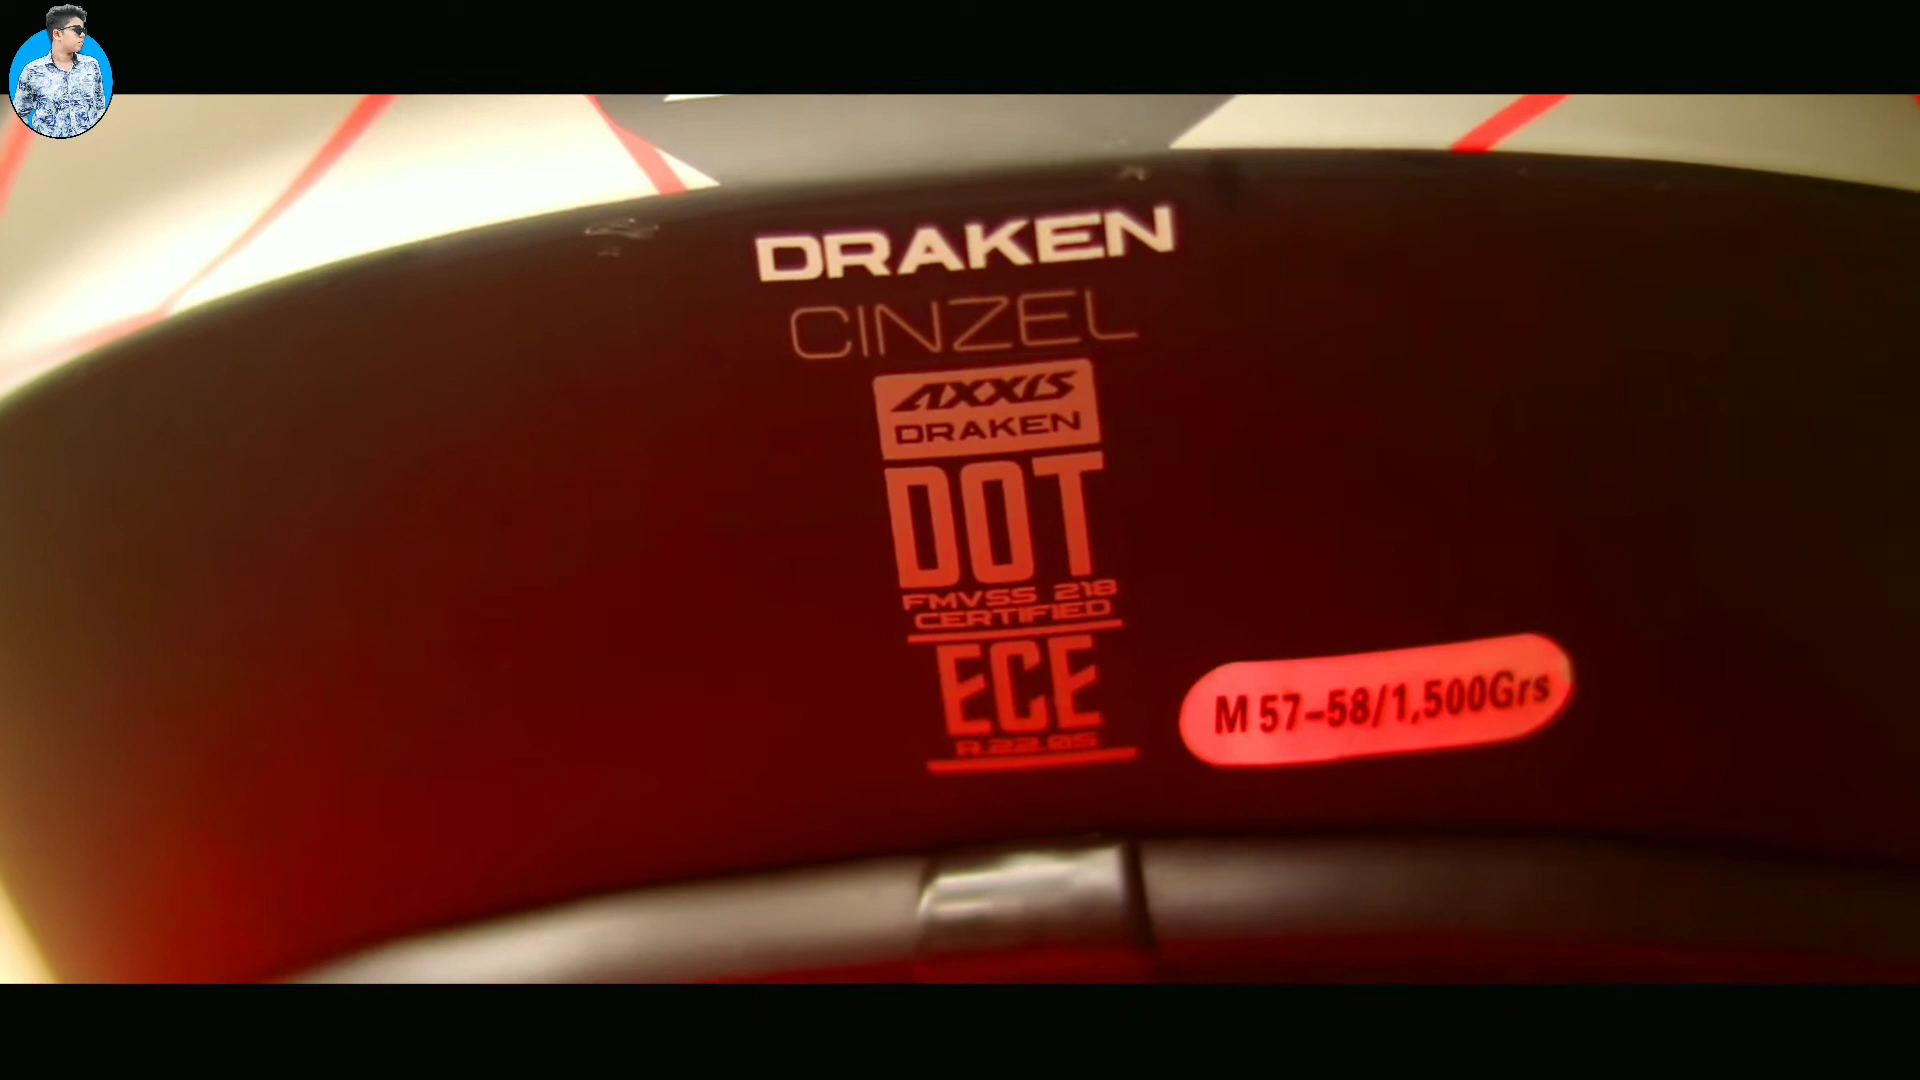 DRAKEN
CINZEL
AXXIS
DRAKEN
DOT
FMVSS 218
CERTIFIED
ECE
R.22.05
M 57-58/1,500Grs